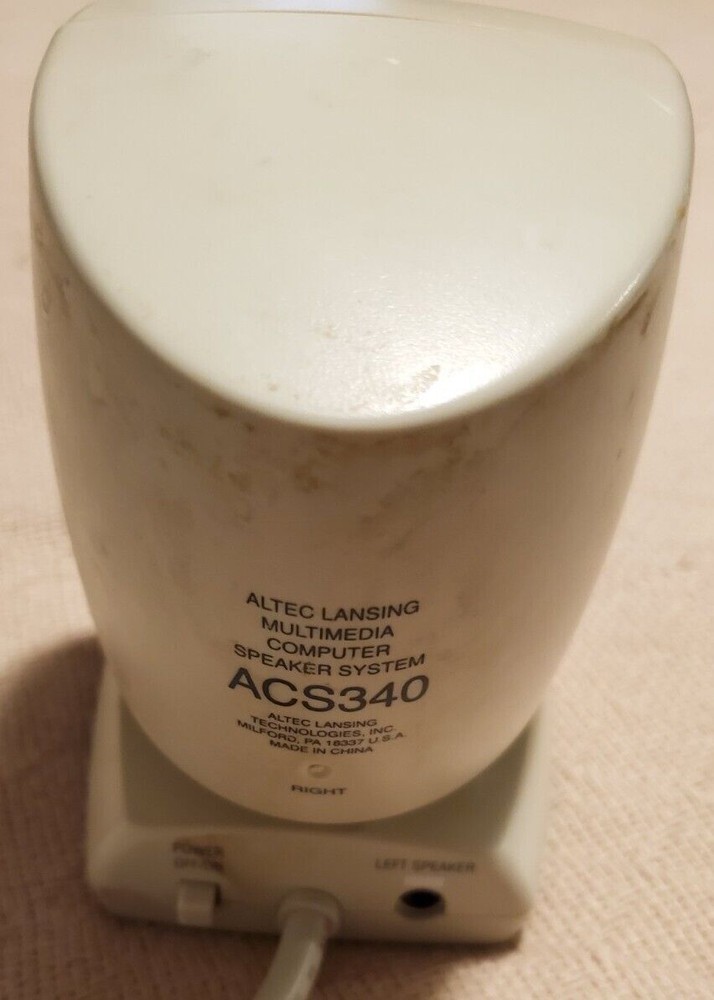 ALTEC LANSING
MULTIMEDIA
COMPUTER
SPEAKER SYSTEM
ACS340
ALTEC LANSING
TECHNOLOGIES, INC.
MILFORD, PA 18337 U.S.A.
MADE IN CHINA
RIGHT
POWER
OFF/ON
LEFT SPEAKER